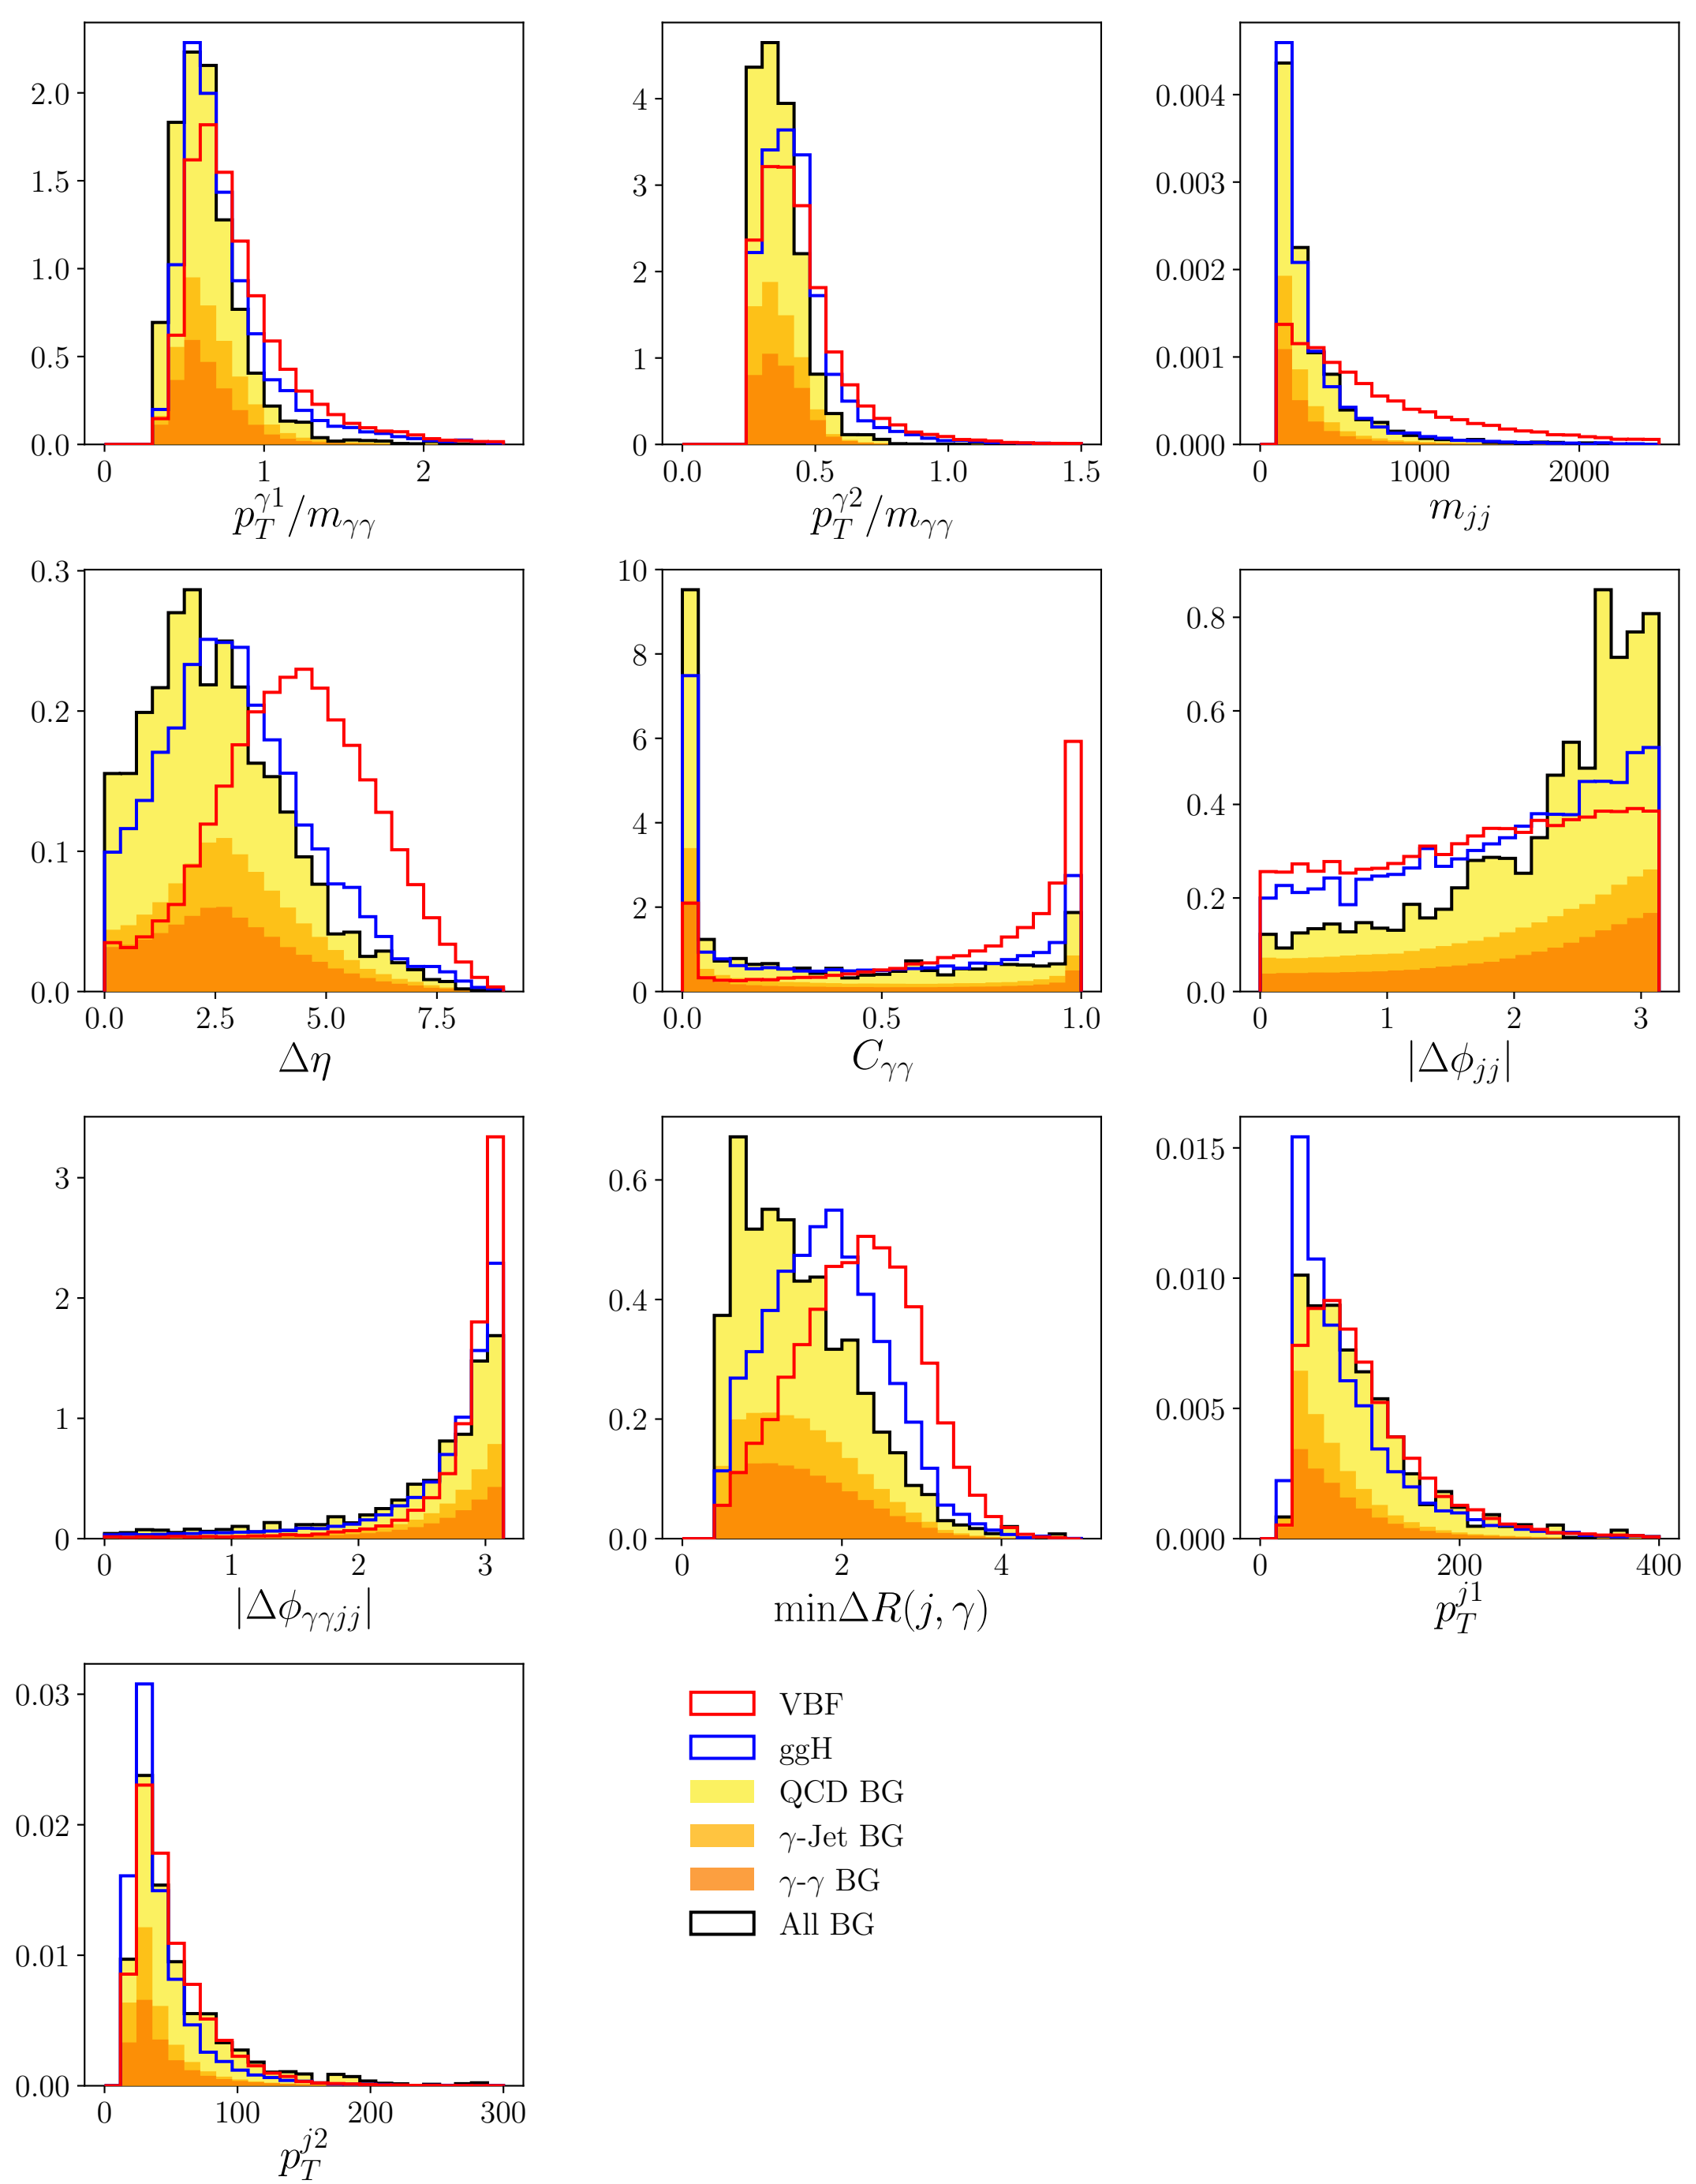 2.0
1.5
1.0
0.5
0.0
0 1 2
p_T^{γ1}/m_{γγ}
4
3
2
1
0
0.0 0.5 1.0 1.5
p_T^{γ2}/m_{γγ}
0.004
0.003
0.002
0.001
0.000
0 1000 2000
m_{jj}
0.3
0.2
0.1
0.0
0.0 2.5 5.0 7.5
Δη
10
8
6
4
2
0
0.0 0.5 1.0
C_{γγ}
0.8
0.6
0.4
0.2
0.0
0 1 2 3
|Δϕ_{jj}|
3
2
1
0
0 1 2 3
|Δϕ_{γγjj}|
0.6
0.4
0.2
0.0
0 2 4
minΔR(j, γ)
0.015
0.010
0.005
0.000
0 200 400
p_T^{j1}
0.03
0.02
0.01
0.00
0 100 200 300
p_T^{j2}
VBF
ggH
QCD BG
γ-Jet BG
γ-γ BG
All BG